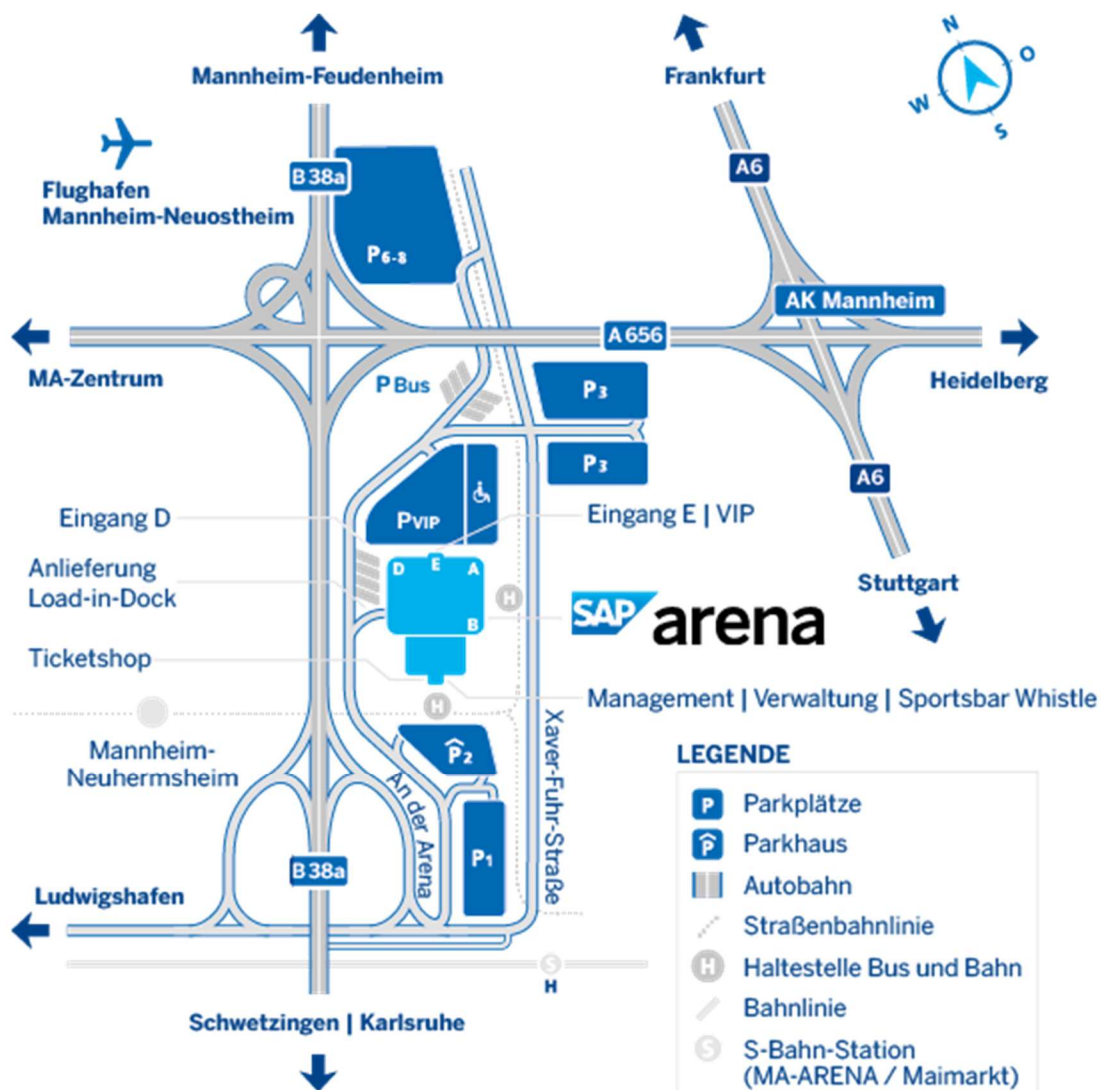 Mannheim-Feudenheim
Frankfurt
N
O
W
S
Flughafen
Mannheim-Neuostheim
B 38a
A6
P6-8
AK Mannheim
A 656
MA-Zentrum
Heidelberg
P Bus
P3
P3
A6
PVIP
Eingang D
Eingang E | VIP
Anlieferung
Load-in-Dock
D
E
A
B
H
SAP arena
Stuttgart
Ticketshop
Management | Verwaltung | Sportsbar Whistle
H
Mannheim-
Neuhermsheim
P2
An der Arena
Xaver-Fuhr-Straße
P1
B 38a
Ludwigshafen
S
H
Schwetzingen | Karlsruhe
LEGENDE
P Parkplätze
P Parkhaus
Autobahn
Straßenbahnlinie
H Haltestelle Bus und Bahn
Bahnlinie
S S-Bahn-Station
(MA-ARENA / Maimarkt)